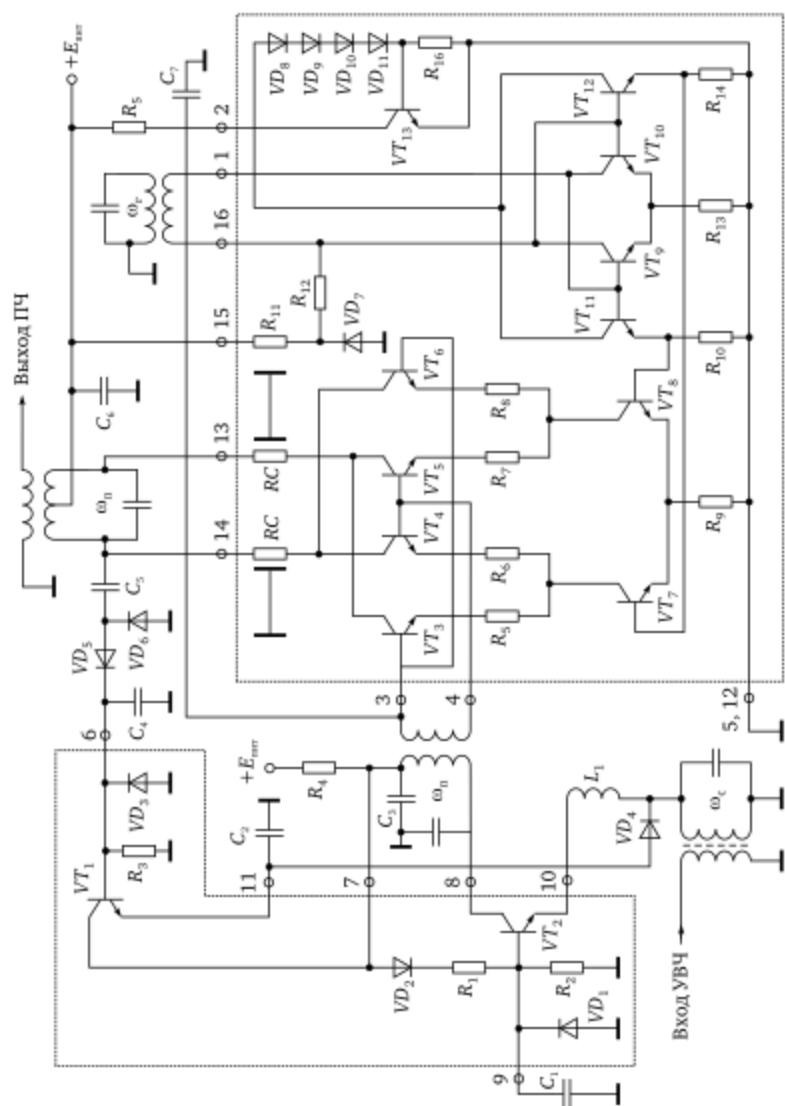 Выход ПЧ
+Eпит
R5
C7
2
1
16
ωг
15
C6
13
ωп
14
C5
VD5
VD6
C4
6
VD8
VD9
VD10
VD11
R16
VT13
VT12
R14
VT10
R13
VT9
VT11
R10
R12
R11
VD7
VT6
R8
VT8
RC
VT5
R7
RC
VT4
R6
R9
VT3
R5
VT7
3
4
5, 12
VD3
R3
VT1
+Eпит
R4
C2
C3
ωп
11
7
8
10
L1
VD4
ωс
VT2
VD2
R1
R2
VD1
9
C1
Вход УВЧ